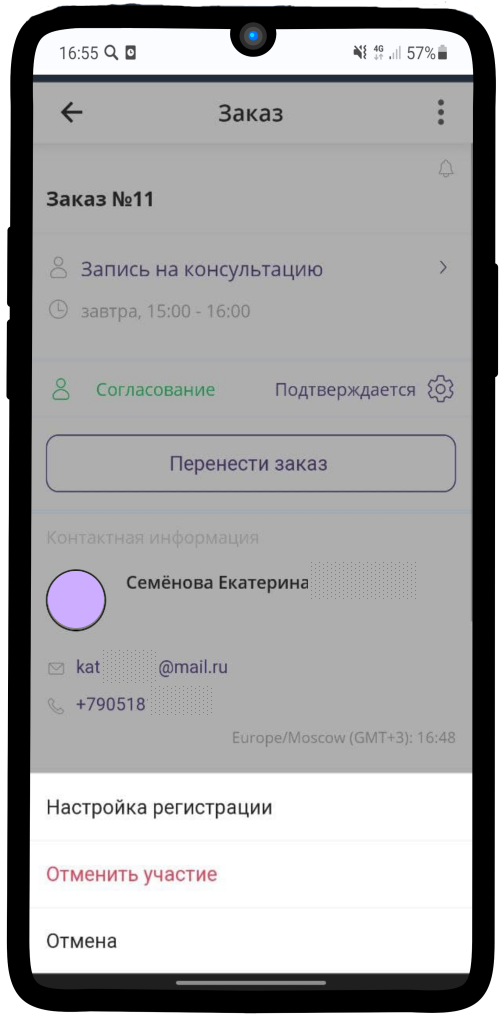 16:55 4G 57%
Заказ
Заказ №11
Запись на консультацию
завтра, 15:00 - 16:00
Согласование Подтверждается
Перенести заказ
Контактная информация
Семёнова Екатерина
kat @mail.ru
+790518
Europe/Moscow (GMT+3): 16:48
Настройка регистрации
Отменить участие
Отмена